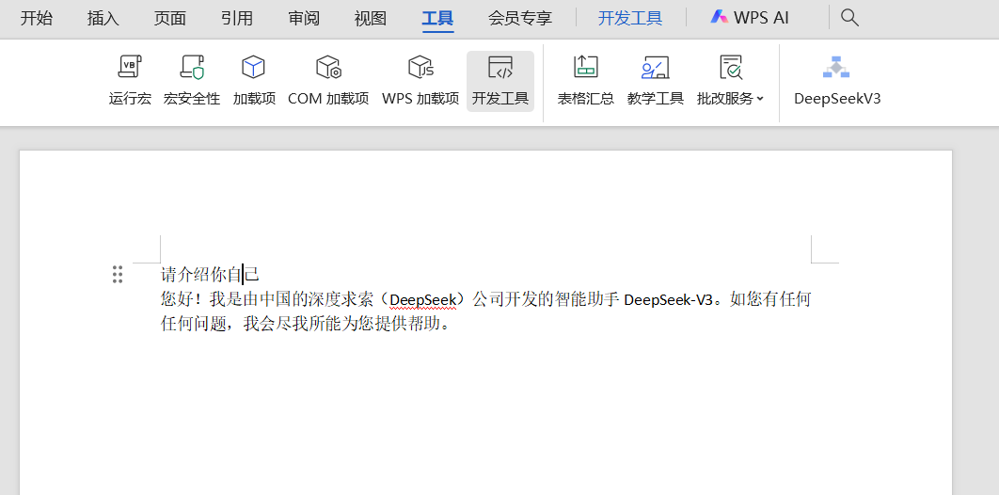 开始 插入 页面 引用 审阅 视图 工具 会员专享 开发工具 WPS AI
运行宏 宏安全性 加载项 COM 加载项 WPS 加载项 开发工具 表格汇总 教学工具 批改服务 DeepSeekV3
请介绍你自己
您好！我是由中国的深度求索（DeepSeek）公司开发的智能助手 DeepSeek-V3。如您有任何
任何问题，我会尽我所能为您提供帮助。